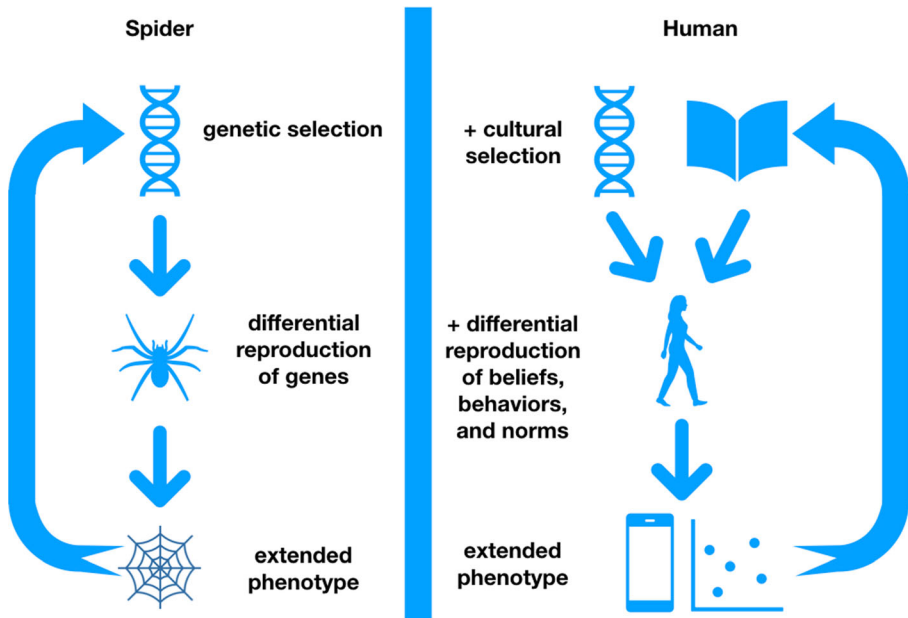 Spider
genetic selection
differential
reproduction
of genes
extended
phenotype
Human
+ cultural
selection
+ differential
reproduction
of beliefs,
behaviors,
and norms
extended
phenotype